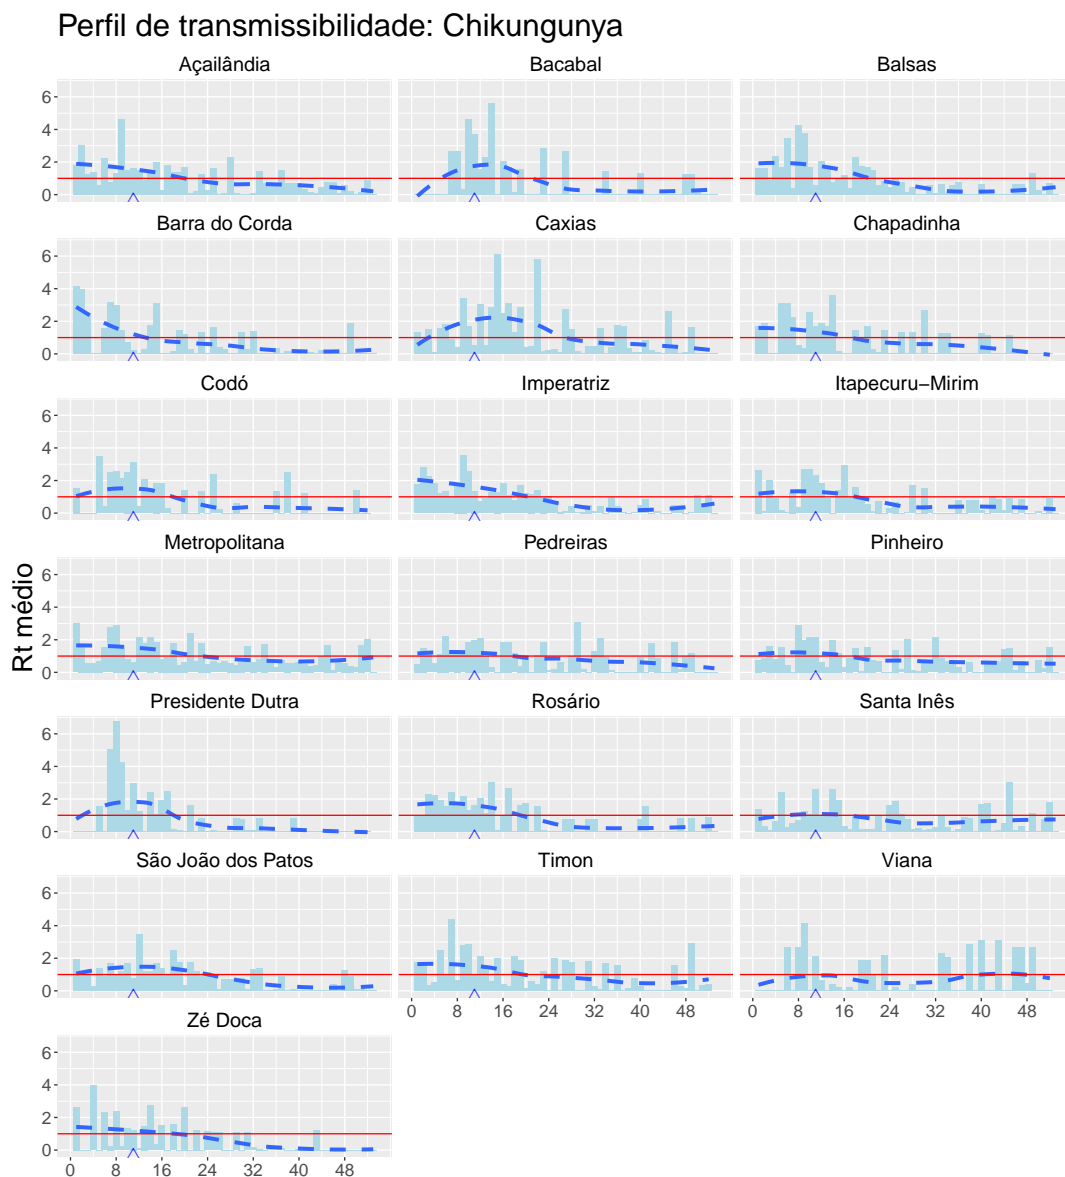 Perfil de transmissibilidade: Chikungunya
Açailândia Bacabal Balsas
6
4
2
0
Barra do Corda Caxias Chapadinha
6
4
2
0
Codó Imperatriz Itapecuru−Mirim
6
4
2
0
Metropolitana Pedreiras Pinheiro
6
4
2
0
Rt médio
Presidente Dutra Rosário Santa Inês
6
4
2
0
São João dos Patos Timon Viana
6
4
2
0
0 8 16 24 32 40 48 0 8 16 24 32 40 48
Zé Doca
6
4
2
0
0 8 16 24 32 40 48